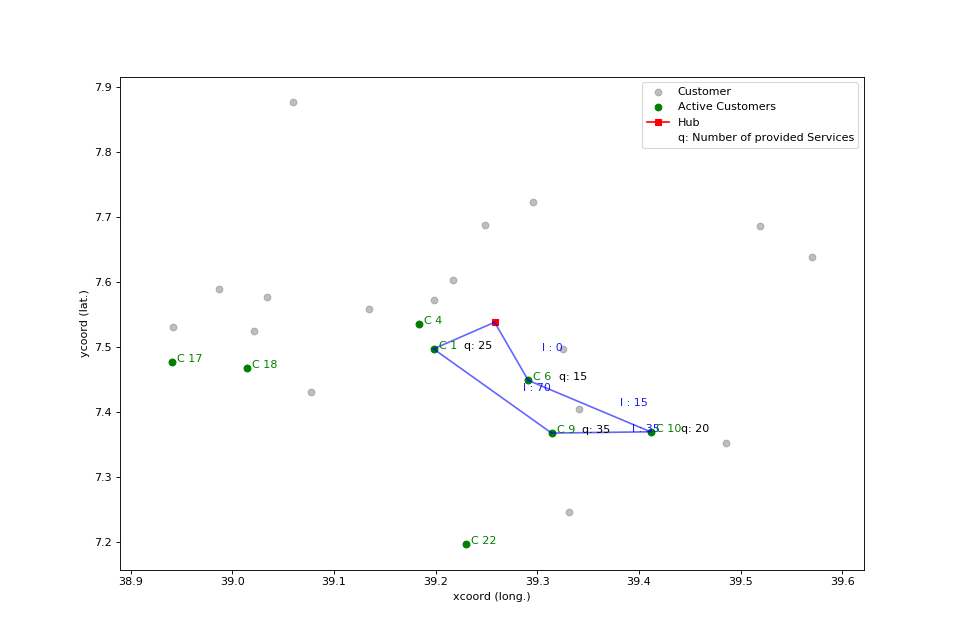 7.9
7.8
7.7
7.6
7.5
7.4
7.3
7.2
ycoord (lat.)
38.9 39.0 39.1 39.2 39.3 39.4 39.5 39.6
xcoord (long.)
Customer
Active Customers
Hub
q: Number of provided Services
C 4
C 1 q: 25
l : 0
C 17
C 18
C 6 q: 15
l : 70
l : 15
C 9 q: 35
l : 35
C 10 q: 20
C 22